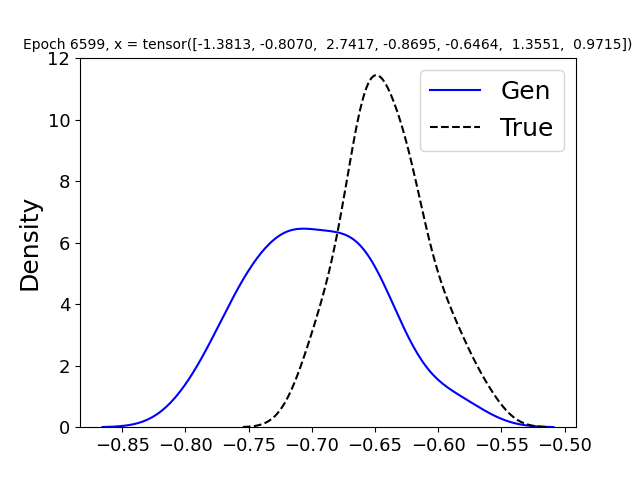 Epoch 6599, x = tensor([-1.3813, -0.8070,  2.7417, -0.8695, -0.6464,  1.3551,  0.9715])
12
10
8
6
4
2
0
Density
Gen
True
−0.85 −0.80 −0.75 −0.70 −0.65 −0.60 −0.55 −0.50